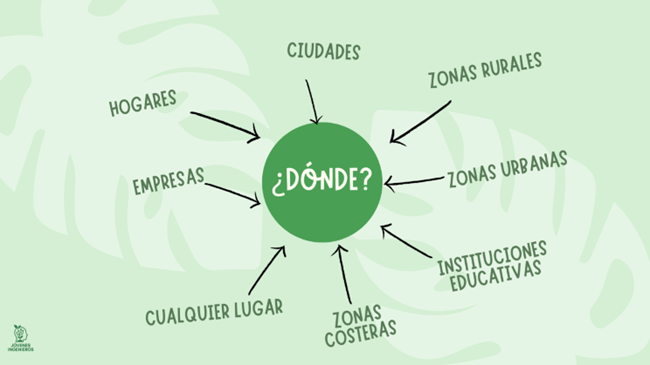 CIUDADES
ZONAS RURALES
HOGARES
¿DÓNDE?
EMPRESAS
ZONAS URBANAS
INSTITUCIONES
EDUCATIVAS
CUALQUIER LUGAR
ZONAS
COSTERAS
JÓVENES
INGENIEROS